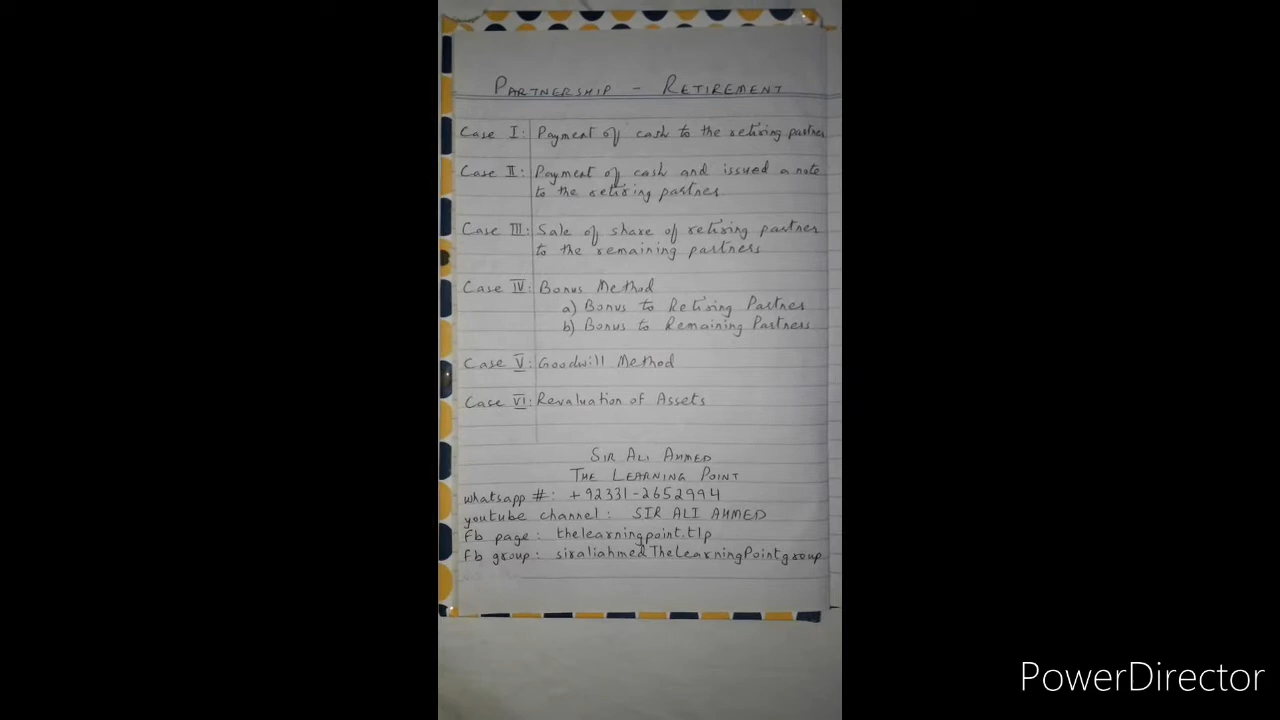 PARTNERSHIP - RETIREMENT
Case I: Payment of cash to the retiring partner
Case II: Payment of cash and issued a note
to the retiring partner
Case III: Sale of share of retiring partner
to the remaining partners
Case IV: Bonus Method
a) Bonus to Retiring Partner
b) Bonus to Remaining Partners
Case V: Goodwill Method
Case VI: Revaluation of Assets
SIR ALI AHMED
THE LEARNING POINT
whatsapp #: +92331-2652994
youtube channel: SIR ALI AHMED
Fb page: thelearningpoint.tlp
Fb group: siraliahmedTheLearningPointgroup
PowerDirector